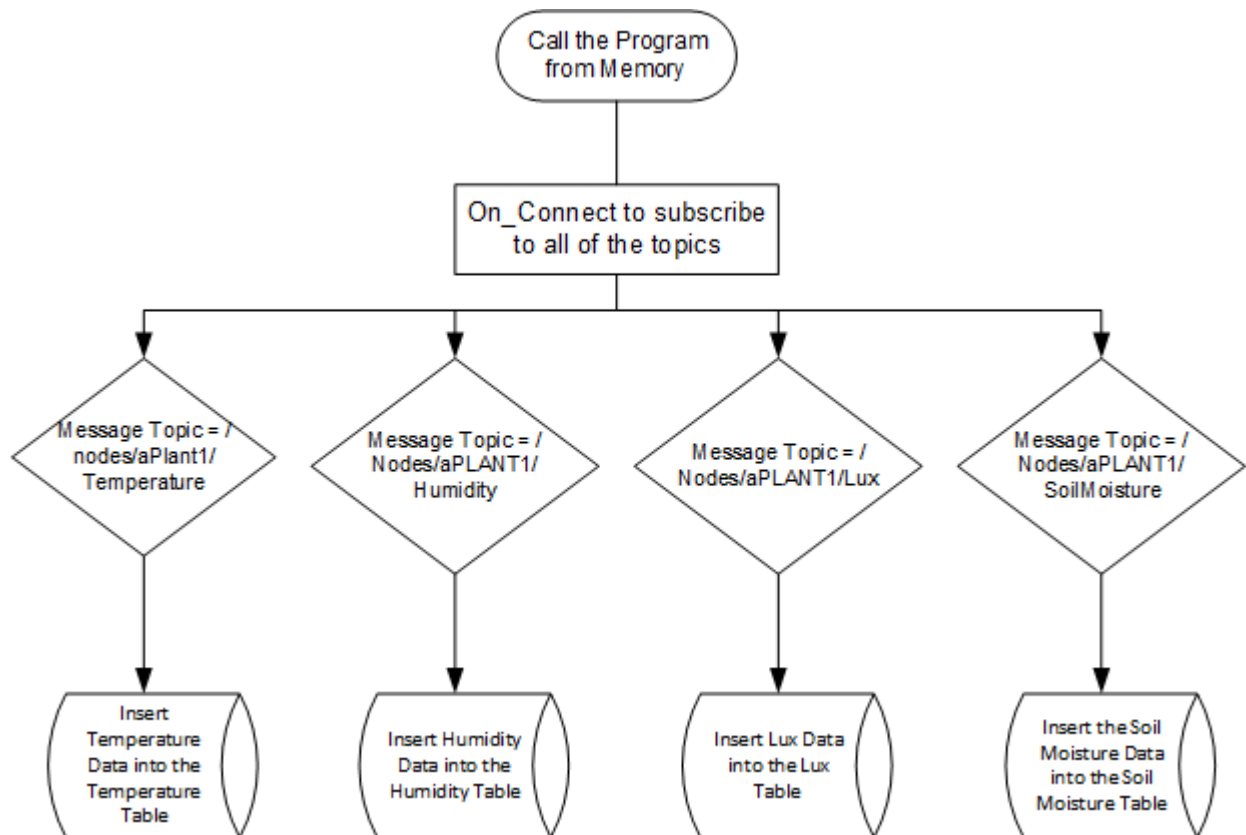 Call the Program
from Memory
On_Connect to subscribe
to all of the topics
Message Topic = /
nodes/aPlant1/
Temperature
Message Topic = /
Nodes/aPLANT1/
Humidity
Message Topic = /
Nodes/aPLANT1/Lux
Message Topic = /
Nodes/aPLANT1/
SoilMoisture
Insert
Temperature
Data into the
Temperature
Table
Insert Humidity
Data into the
Humidity Table
Insert Lux Data
into the Lux
Table
Insert the Soil
Moisture Data
into the Soil
Moisture Table